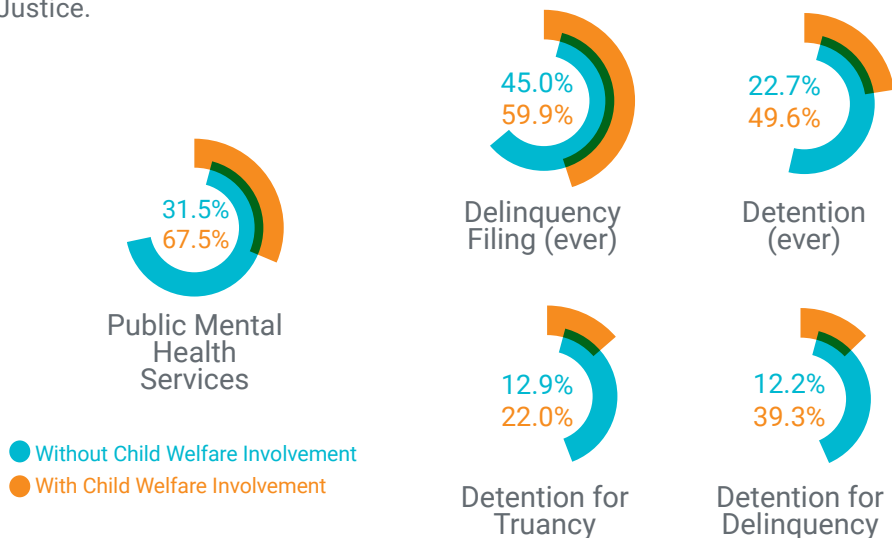 Justice.
45.0%
59.9%
Delinquency
Filing (ever)
22.7%
49.6%
Detention
(ever)
31.5%
67.5%
Public Mental
Health
Services
12.9%
22.0%
Detention for
Truancy
12.2%
39.3%
Detention for
Delinquency
Without Child Welfare Involvement
With Child Welfare Involvement